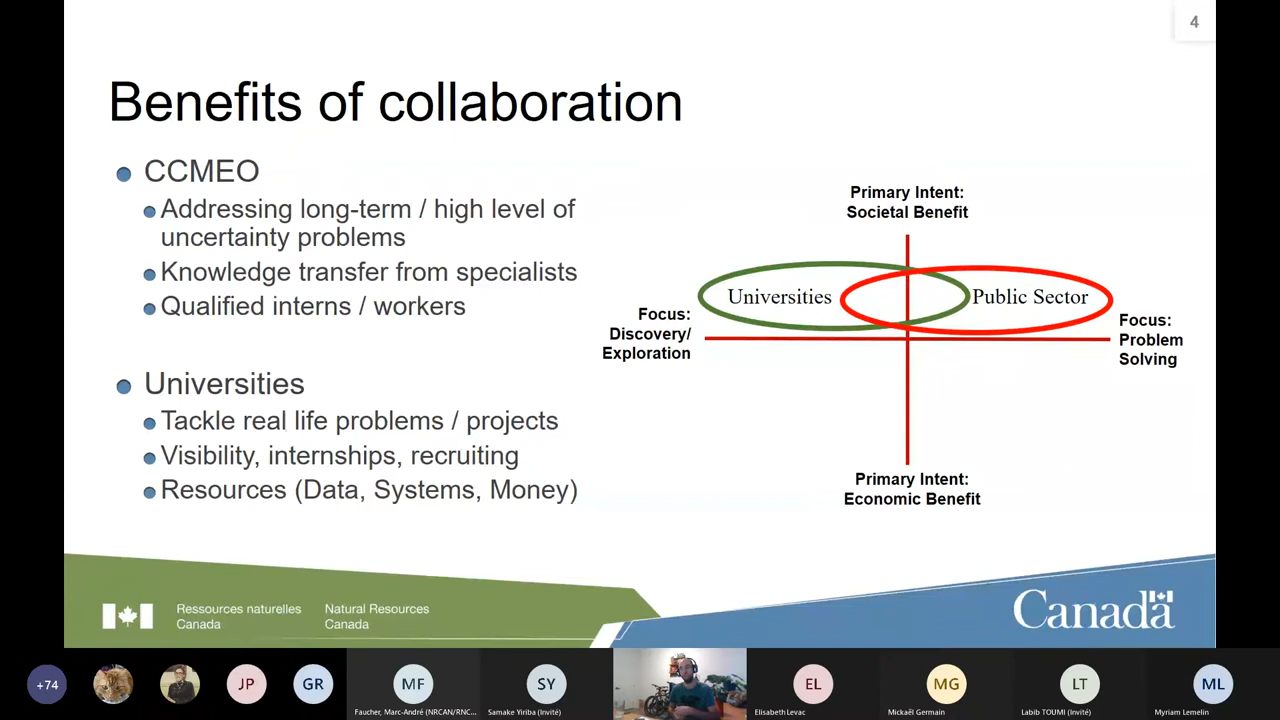 4
Benefits of collaboration
CCMEO
Addressing long-term / high level of
uncertainty problems
Knowledge transfer from specialists
Qualified interns / workers
Universities
Tackle real life problems / projects
Visibility, internships, recruiting
Resources (Data, Systems, Money)
Primary Intent:
Societal Benefit
Universities
Public Sector
Focus:
Discovery/
Exploration
Focus:
Problem
Solving
Primary Intent:
Economic Benefit
Ressources naturelles
Canada
Natural Resources
Canada
Canada
+74
JP
GR
MF
Faucher, Marc-André (NRCAN/RNC...
SY
Samake Yiriba (Invité)
EL
Elisabeth Levac
MG
Mickaël Germain
LT
Labib TOUMI (Invité)
ML
Myriam Lemelin